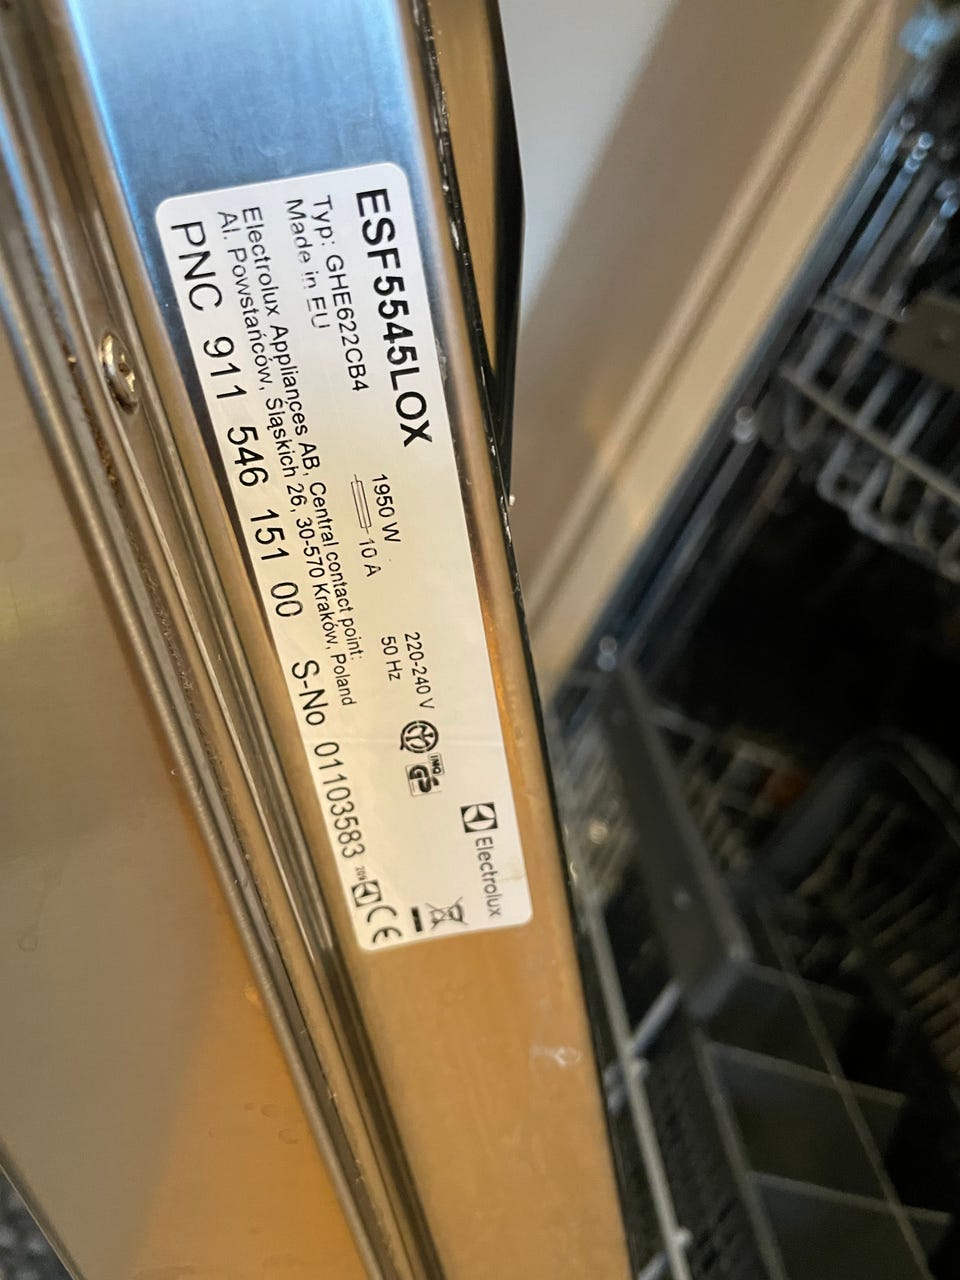 ESF5545LOX
Typ: GHE622CB4
Made in EU
1950 W
10 A
220-240 V
50 Hz
Electrolux
Electrolux Appliances AB, Central contact point:
Al. Powstańców, Śląskich 26, 30-570 Kraków, Poland
PNC 911 546 151 00 S-No 01103583
CE